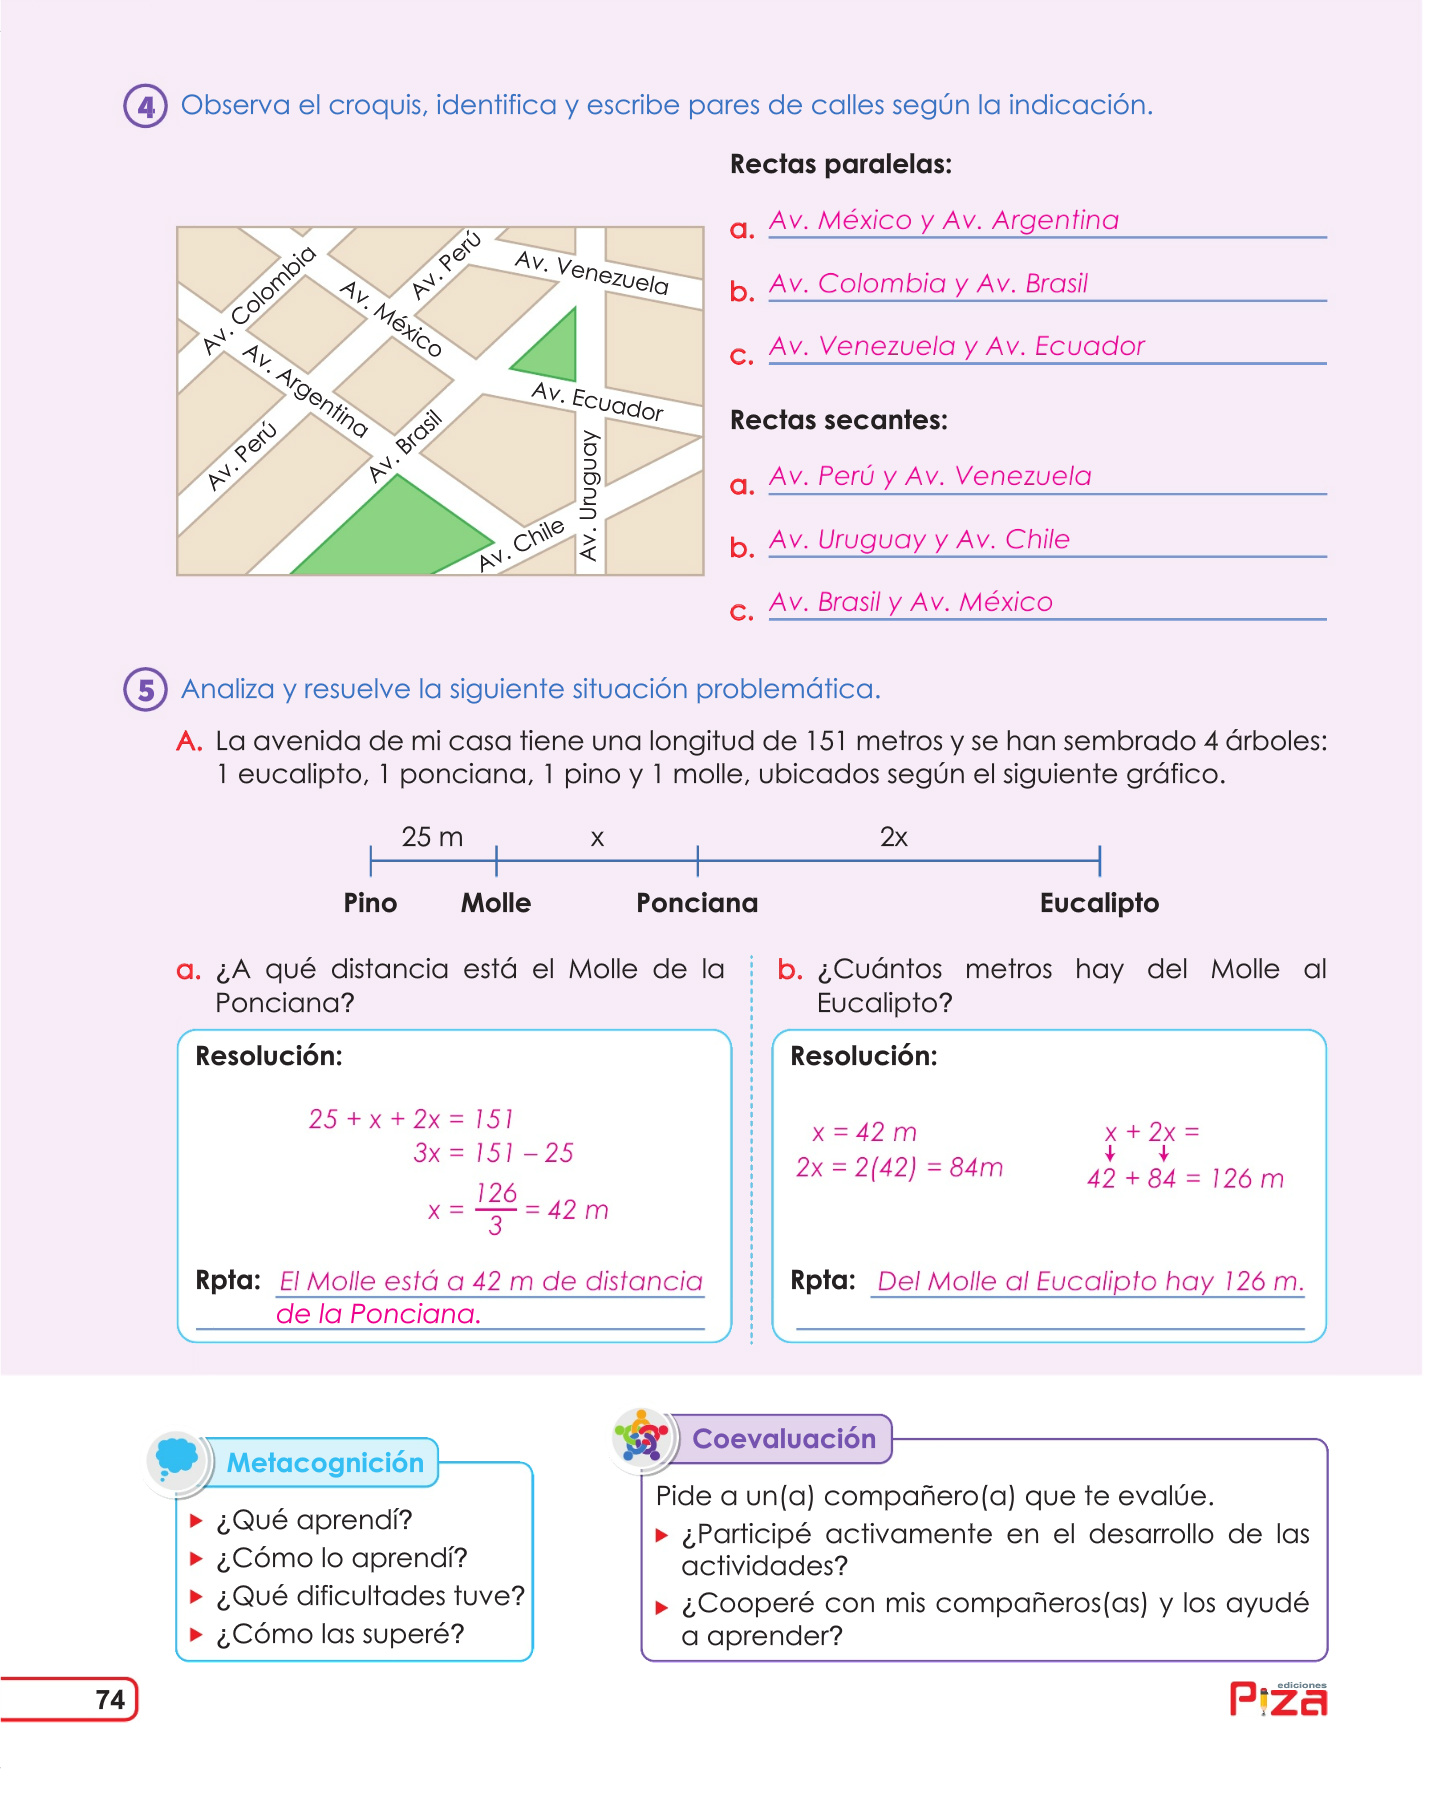 4 Observa el croquis, identifica y escribe pares de calles según la indicación.
Av. Colombia
Av. Perú
Av. Venezuela
Av. México
Av. Argentina
Av. Ecuador
Av. Perú
Av. Brasil
Av. Uruguay
Av. Chile
Rectas paralelas:
a. Av. México y Av. Argentina
b. Av. Colombia y Av. Brasil
c. Av. Venezuela y Av. Ecuador
Rectas secantes:
a. Av. Perú y Av. Venezuela
b. Av. Uruguay y Av. Chile
c. Av. Brasil y Av. México
5 Analiza y resuelve la siguiente situación problemática.
A. La avenida de mi casa tiene una longitud de 151 metros y se han sembrado 4 árboles:
1 eucalipto, 1 ponciana, 1 pino y 1 molle, ubicados según el siguiente gráfico.
25 m x 2x
Pino Molle Ponciana Eucalipto
a. ¿A qué distancia está el Molle de la
Ponciana?
Resolución:
25 + x + 2x = 151
3x = 151 – 25
x = 126/3 = 42 m
Rpta: El Molle está a 42 m de distancia
de la Ponciana.
b. ¿Cuántos metros hay del Molle al
Eucalipto?
Resolución:
x = 42 m
2x = 2(42) = 84m
x + 2x =
42 + 84 = 126 m
Rpta: Del Molle al Eucalipto hay 126 m.
Metacognición
¿Qué aprendí?
¿Cómo lo aprendí?
¿Qué dificultades tuve?
¿Cómo las superé?
Coevaluación
Pide a un(a) compañero(a) que te evalúe.
¿Participé activamente en el desarrollo de las
actividades?
¿Cooperé con mis compañeros(as) y los ayudé
a aprender?
74
ediciones
Piza